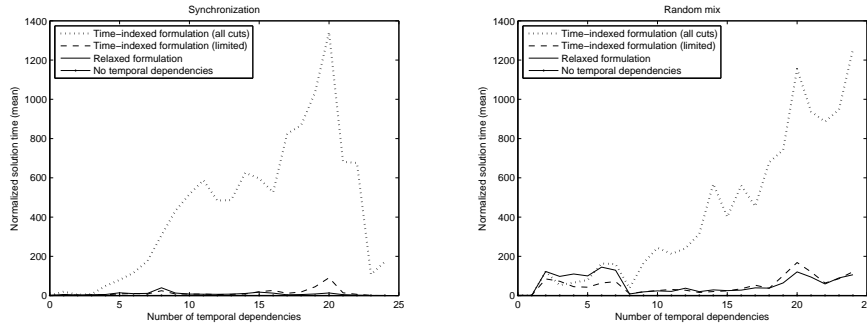 Synchronization
Normalized solution time (mean)
1400
1200
1000
800
600
400
200
0
Time−indexed formulation (all cuts)
Time−indexed formulation (limited)
Relaxed formulation
No temporal dependencies
0 5 10 15 20 25
Number of temporal dependencies
Random mix
Normalized solution time (mean)
1400
1200
1000
800
600
400
200
0
Time−indexed formulation (all cuts)
Time−indexed formulation (limited)
Relaxed formulation
No temporal dependencies
0 5 10 15 20 25
Number of temporal dependencies